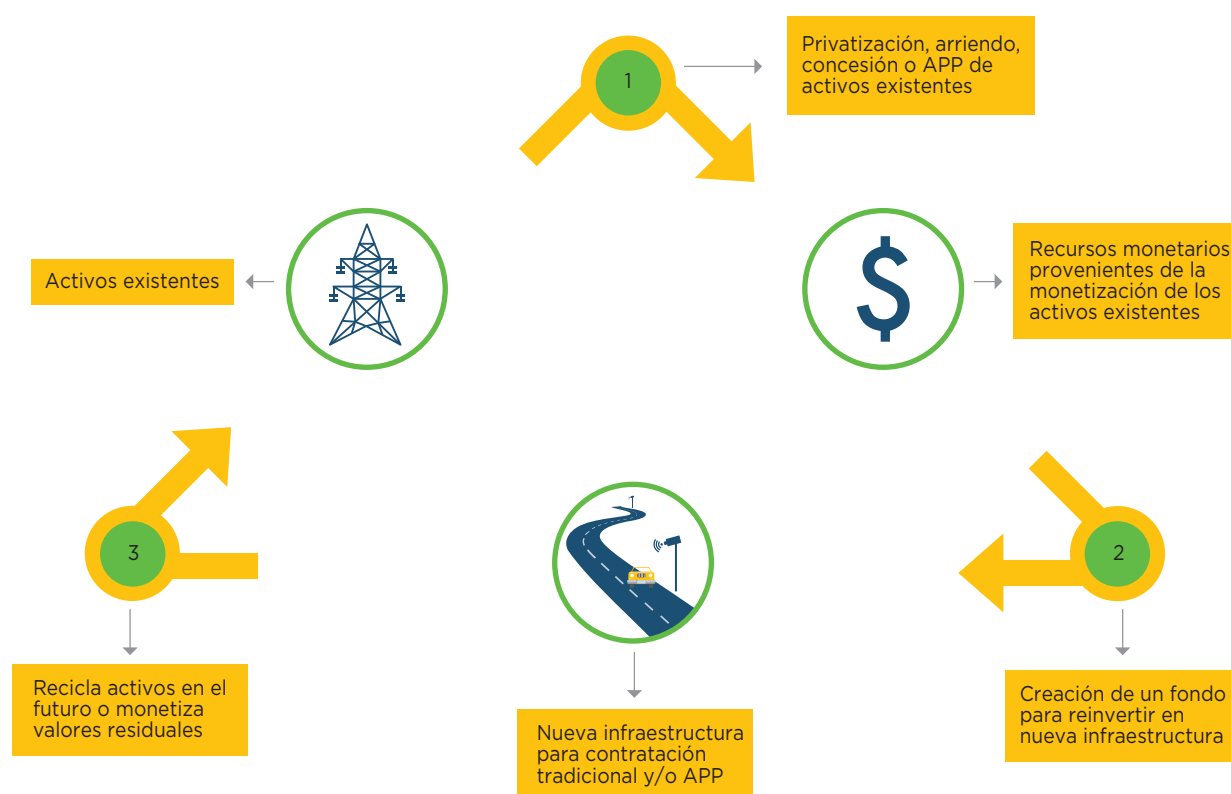 1
Privatización, arriendo,
concesión o APP de
activos existentes
Activos existentes
Recursos monetarios
provenientes de la
monetización de los
activos existentes
3
2
Recicla activos en el
futuro o monetiza
valores residuales
Nueva infraestructura
para contratación
tradicional y/o APP
Creación de un fondo
para reinvertir en
nueva infraestructura